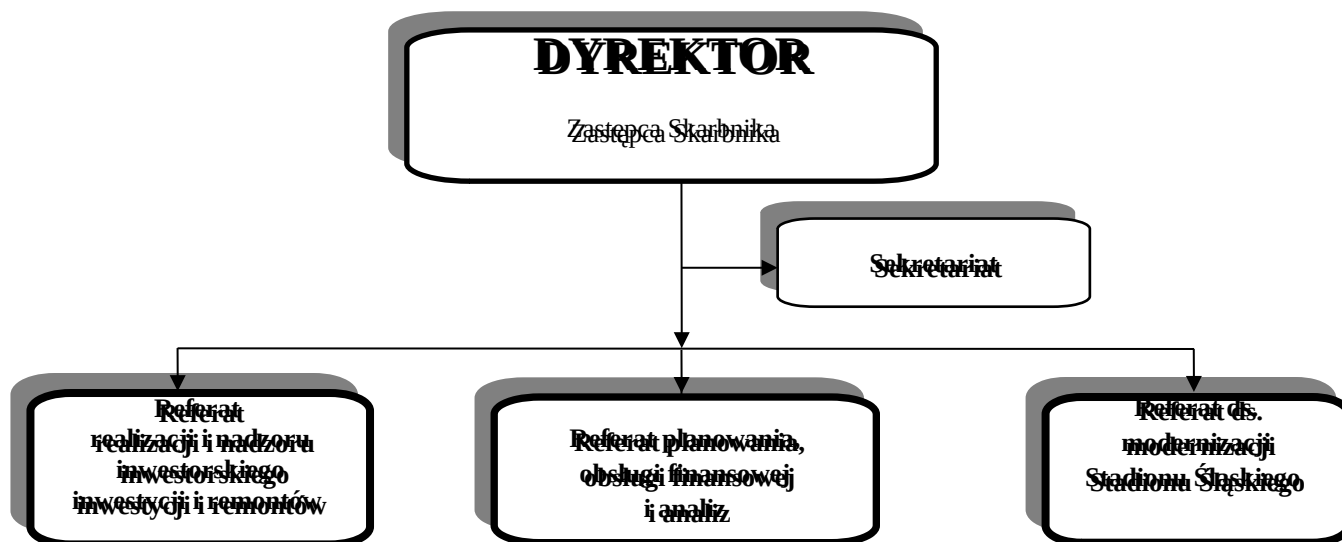 DYREKTOR
Zastępca Skarbnika
Sekretariat
Referat
realizacji i nadzoru
inwestorskiego
inwestycji i remontów
Referat planowania,
obsługi finansowej
i analiz
Referat ds.
modernizacji
Stadionu Śląskiego